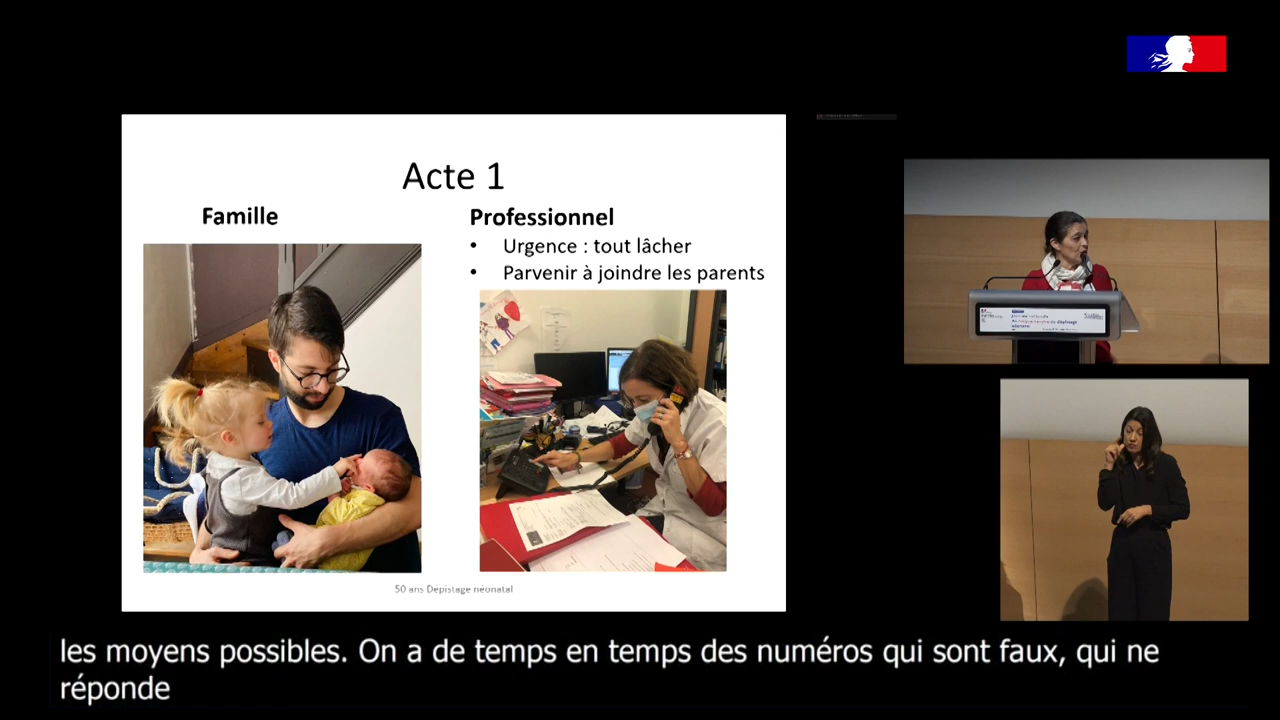 Acte 1
Famille
Professionnel
• Urgence : tout lâcher
• Parvenir à joindre les parents
50 ans Dépistage néonatal
les moyens possibles. On a de temps en temps des numéros qui sont faux, qui ne
réponde